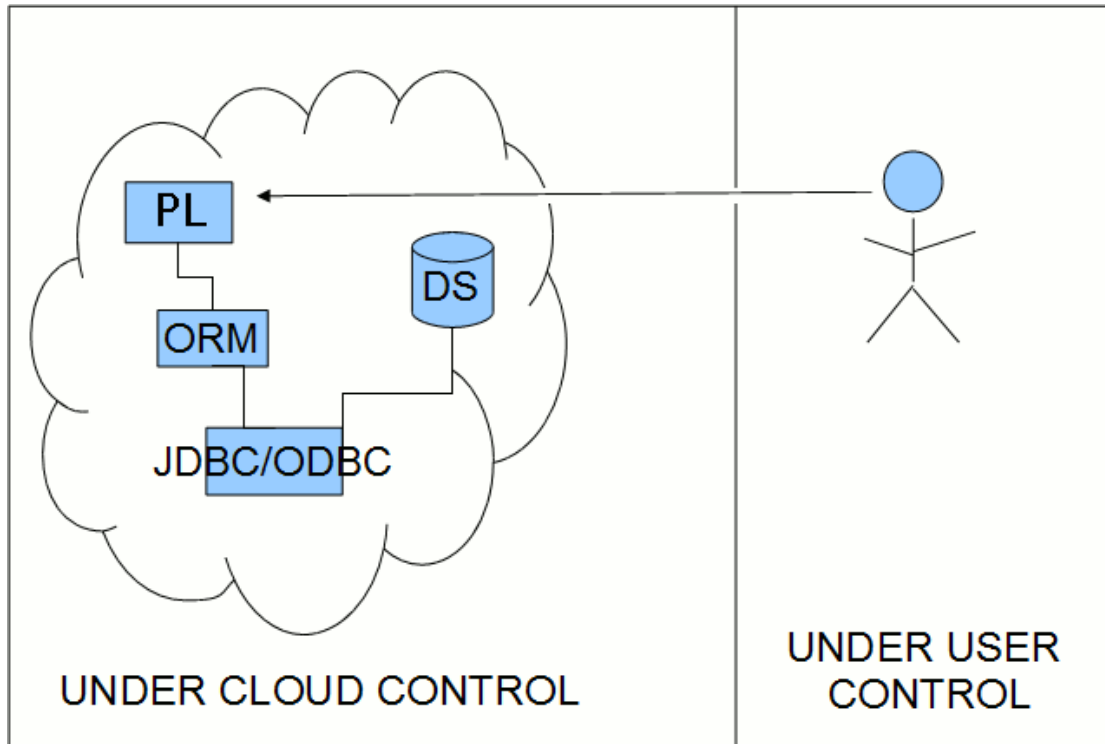 PL
DS
ORM
JDBC/ODBC
UNDER CLOUD CONTROL
UNDER USER
CONTROL